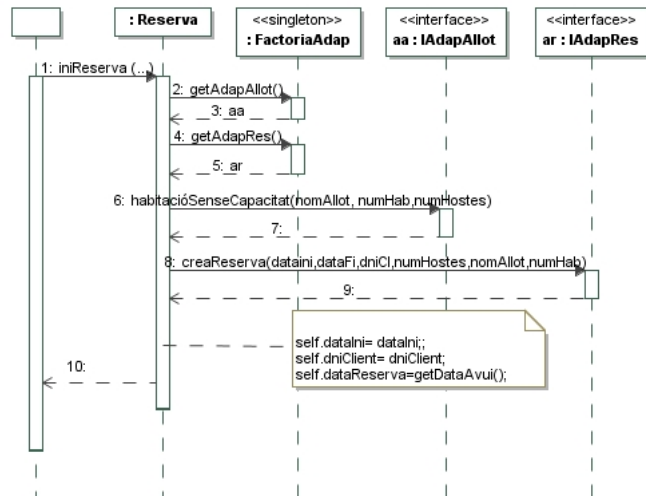 : Reserva
<<singleton>>
: FactoriaAdap
<<interface>>
aa : IAdapAllot
<<interface>>
ar : IAdapRes
1: iniReserva (...)
2: getAdapAllot()
3: aa
4: getAdapRes()
5: ar
6: habitacióSenseCapacitat(nomAllot, numHab,numHostes)
7:
8: creaReserva(dataini,dataFi,dniCl,numHostes,nomAllot,numHab)
9:
self.dataIni= dataIni;;
self.dniClient= dniClient;
self.dataReserva=getDataAvui();
10: